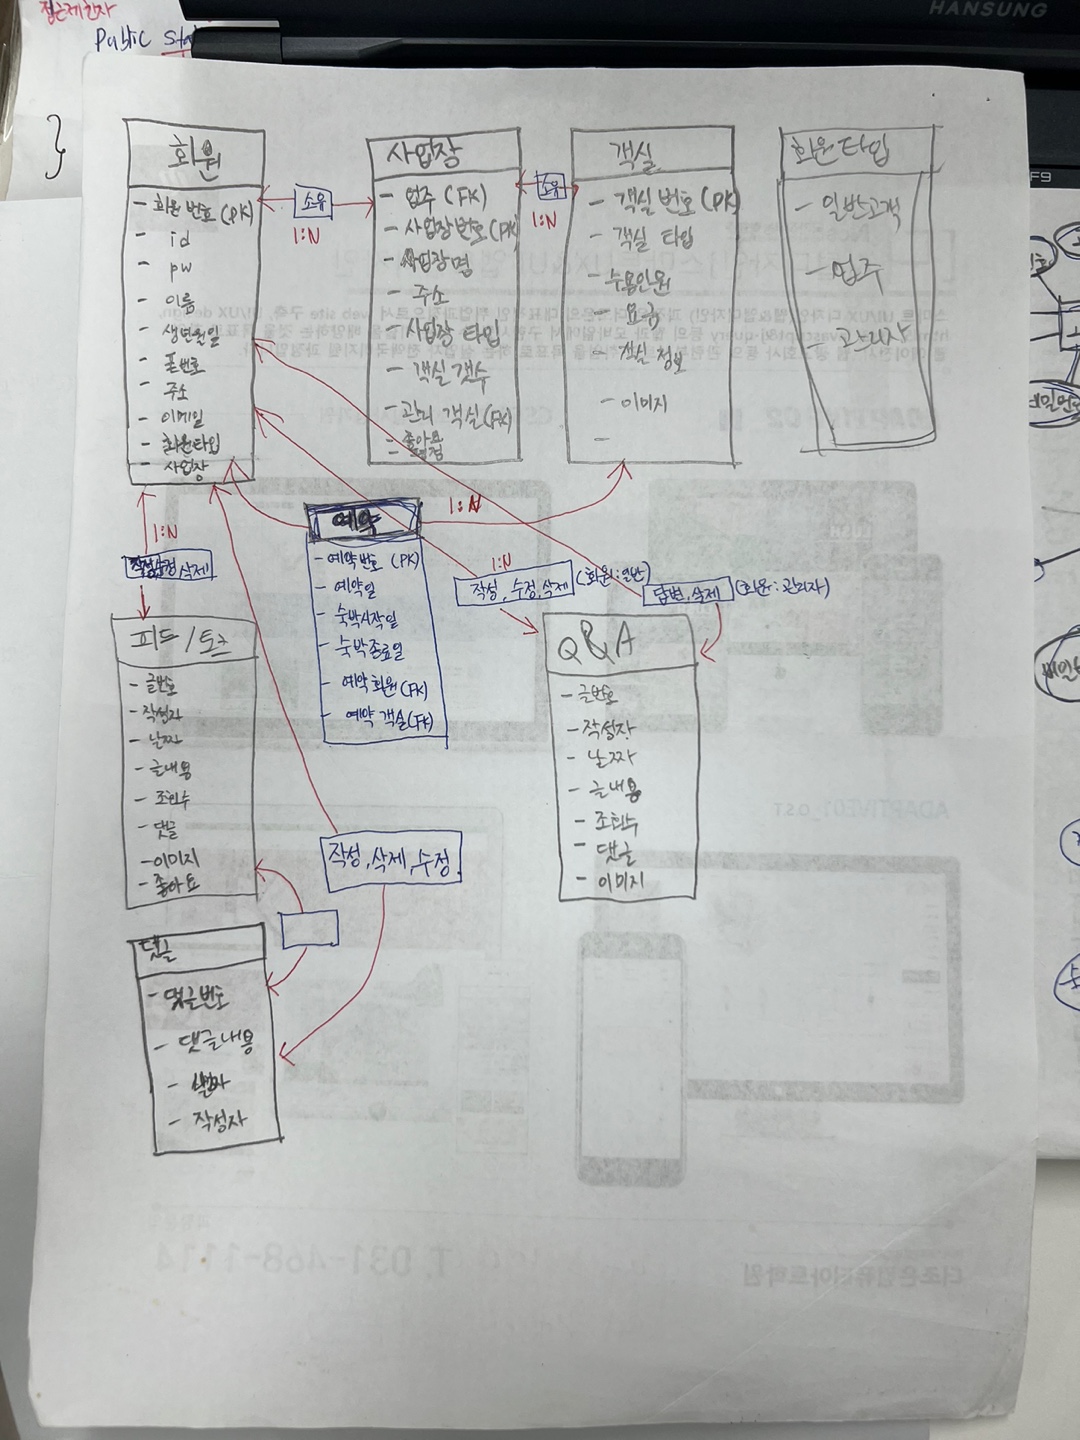 접근제한자
Public
}
HANSUNG
F9
회원
- 회원 번호 (PK)
- id
- pw
- 이름
- 생년월일
- 폰번호
- 주소
- 이메일
- 회원타입
- 사업장
소유
1:N
사업장
- 업주 (FK)
- 사업장번호 (PK)
- 사업장명
- 주소
- 사업장 타입
- 객실 갯수
- 관리 객실 (FK)
- 좋아요
소유
1:N
객실
- 객실 번호 (PK)
- 객실 타입
- 수용인원
- 요금
- 객실 정보
- 이미지
-
회원타입
- 일반고객
- 업주
- 관리자
1:N
작성,수정,삭제
예약
1:N
- 예약번호 (PK)
- 예약일
- 숙박시작일
- 숙박종료일
- 예약 회원 (FK)
- 예약 객실 (FK)
1:N
작성, 수정, 삭제 (회원:일반)
답변, 삭제 (회원: 관리자)
피드/토크
- 글번호
- 작성자
- 날짜
- 글내용
- 조회수
- 댓글
- 이미지
- 좋아요
Q&A
- 글번호
- 작성자
- 날짜
- 글내용
- 조회수
- 댓글
- 이미지
작성, 삭제, 수정
댓글
- 댓글번호
- 댓글내용
- 작성자